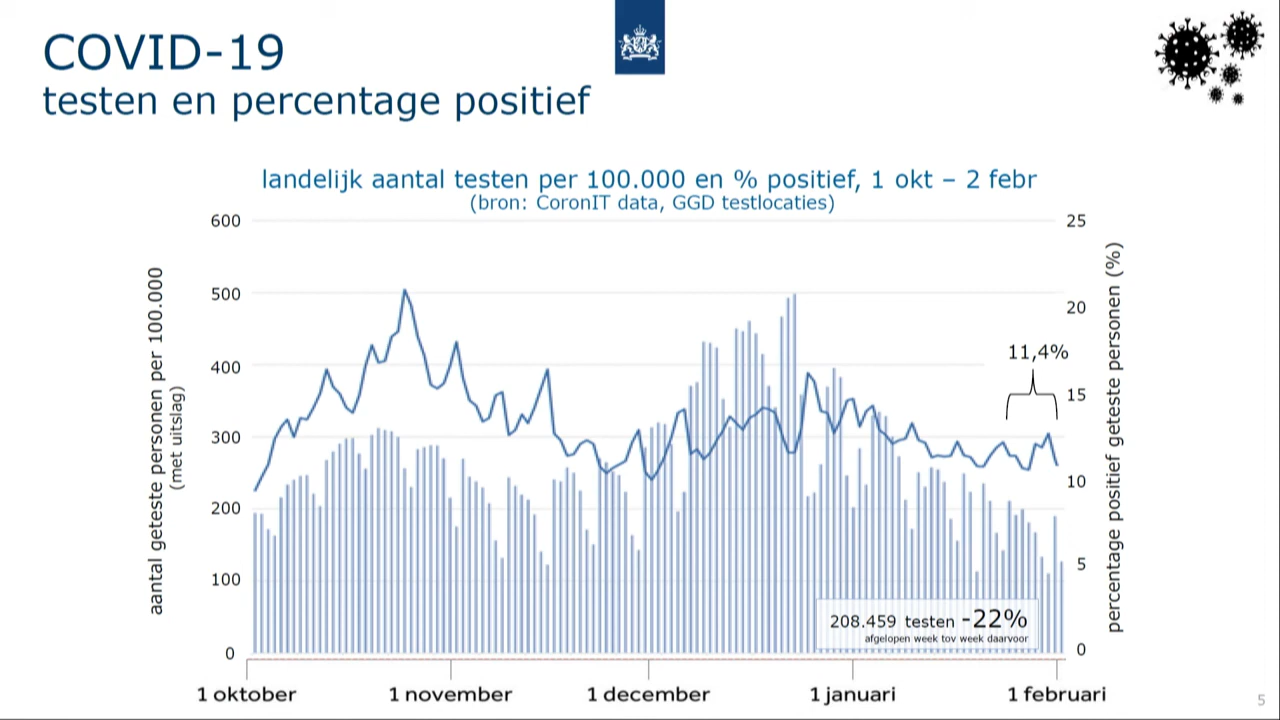 COVID-19
testen en percentage positief
landelijk aantal testen per 100.000 en % positief, 1 okt – 2 febr
(bron: CoronIT data, GGD testlocaties)
aantal geteste personen per 100.000
(met uitslag)
600
500
400
300
200
100
0
25
20
15
10
5
0
percentage positief geteste personen (%)
11,4%
208.459 testen -22%
afgelopen week tov week daarvoor
1 oktober
1 november
1 december
1 januari
1 februari
5